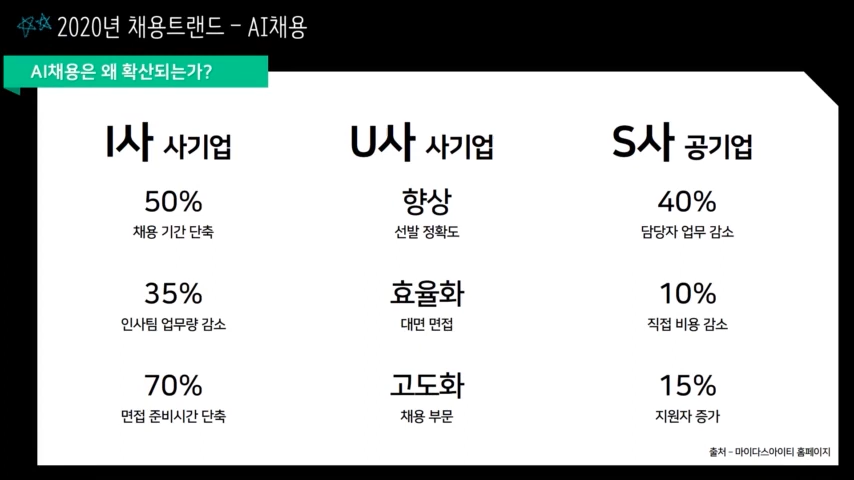 2020년 채용트랜드 - AI채용
AI채용은 왜 확산되는가?
I사 사기업
50%
채용 기간 단축
35%
인사팀 업무량 감소
70%
면접 준비시간 단축
U사 사기업
향상
선발 정확도
효율화
대면 면접
고도화
채용 부문
S사 공기업
40%
담당자 업무 감소
10%
직접 비용 감소
15%
지원자 증가
출처 - 마이다스아이티 홈페이지